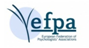 efpa
European Federation of
Psychologists' Associations